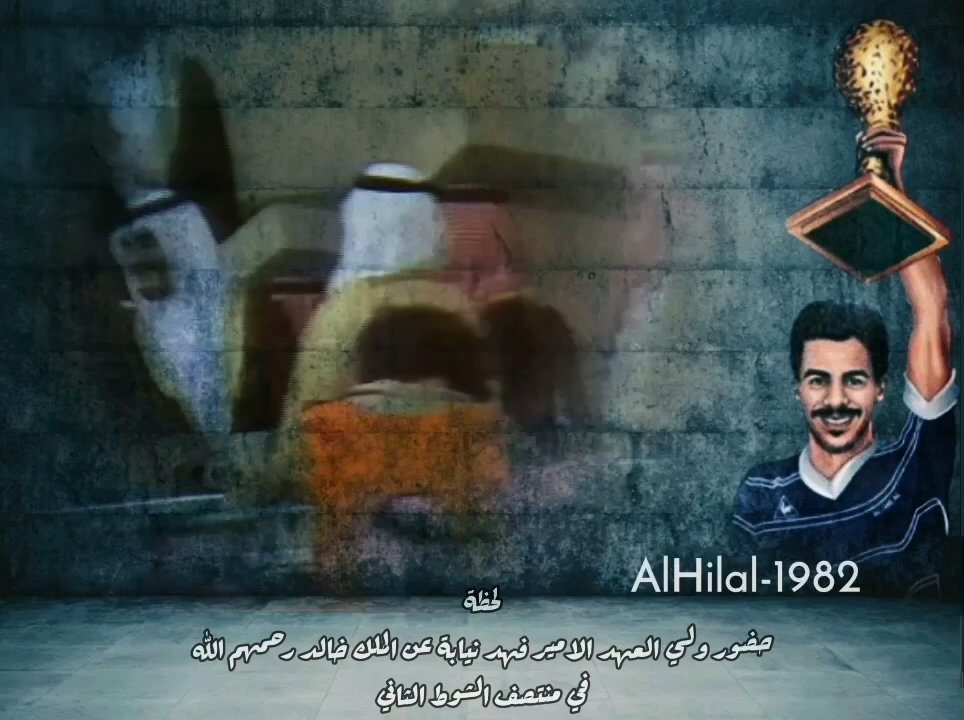 AlHilal-1982
لحظة
حضور ولي العهد الامير فهد نيابة عن الملك خالد رحمهم الله
في منتصف الشوط الثاني